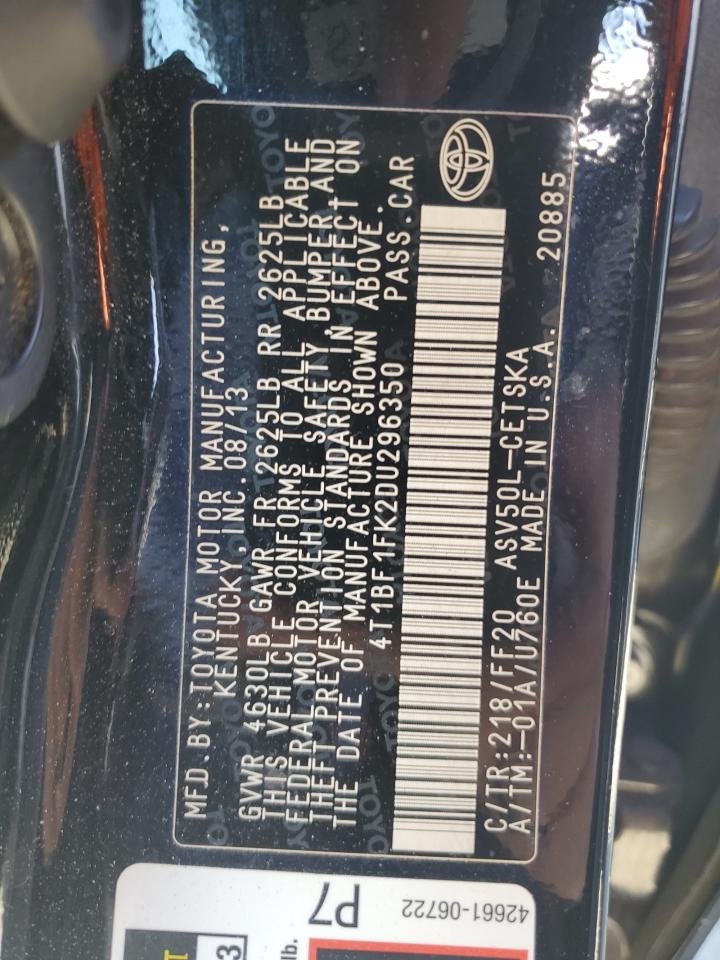 MFD.BY:TOYOTA MOTOR MANUFACTURING,
KENTUCKY,INC.08/13
GVWR 4630LB GAWR FR 2625LB RR 2625LB
THIS VEHICLE CONFORMS TO ALL APPLICABLE
FEDERAL MOTOR VEHICLE SAFETY,BUMPER,AND
THEFT PREVENTION STANDARDS IN EFFECT ON
THE DATE OF MANUFACTURE SHOWN ABOVE.
4T1BF1FK2DU296350 PASS.CAR
C/TR:218/FF20 ASV50L-CETSKA
A/TM:-01A/U760E MADE IN U.S.A.
20885
P7
42661-06722
3
lb.